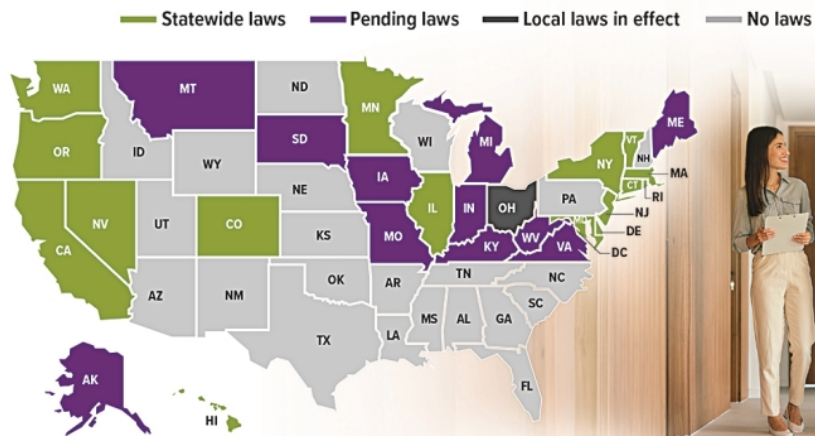 Statewide laws Pending laws Local laws in effect No laws
WA
MT
ND
MN
ME
OR
ID
SD
WI
MI
VT
NH
WY
NY
MA
IA
RI
NE
PA
CT
NV
IL
IN
OH
NJ
UT
CO
MD
DE
CA
KS
MO
WV
VA
DC
KY
OK
TN
NC
AZ
NM
AR
SC
MS
AL
GA
TX
LA
FL
AK
HI